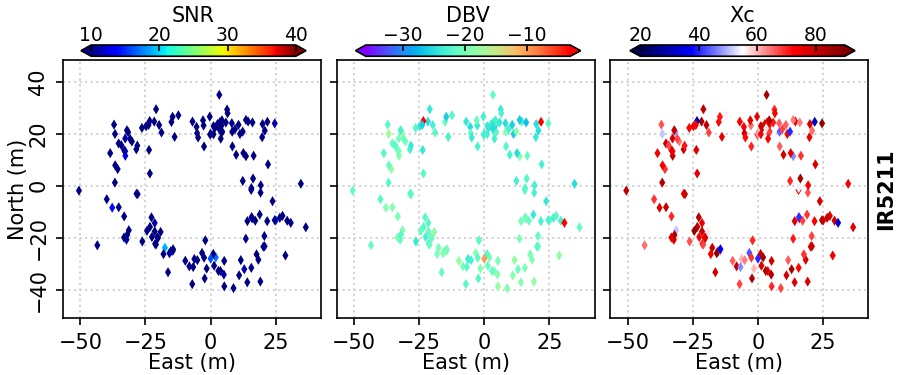 SNR DBV Xc
10 20 30 40 −30 −20 −10 20 40 60 80
40
20
0
−20
−40
North (m)
−50 −25 0 25 −50 −25 0 25 −50 −25 0 25
East (m) East (m) East (m)
IR5211